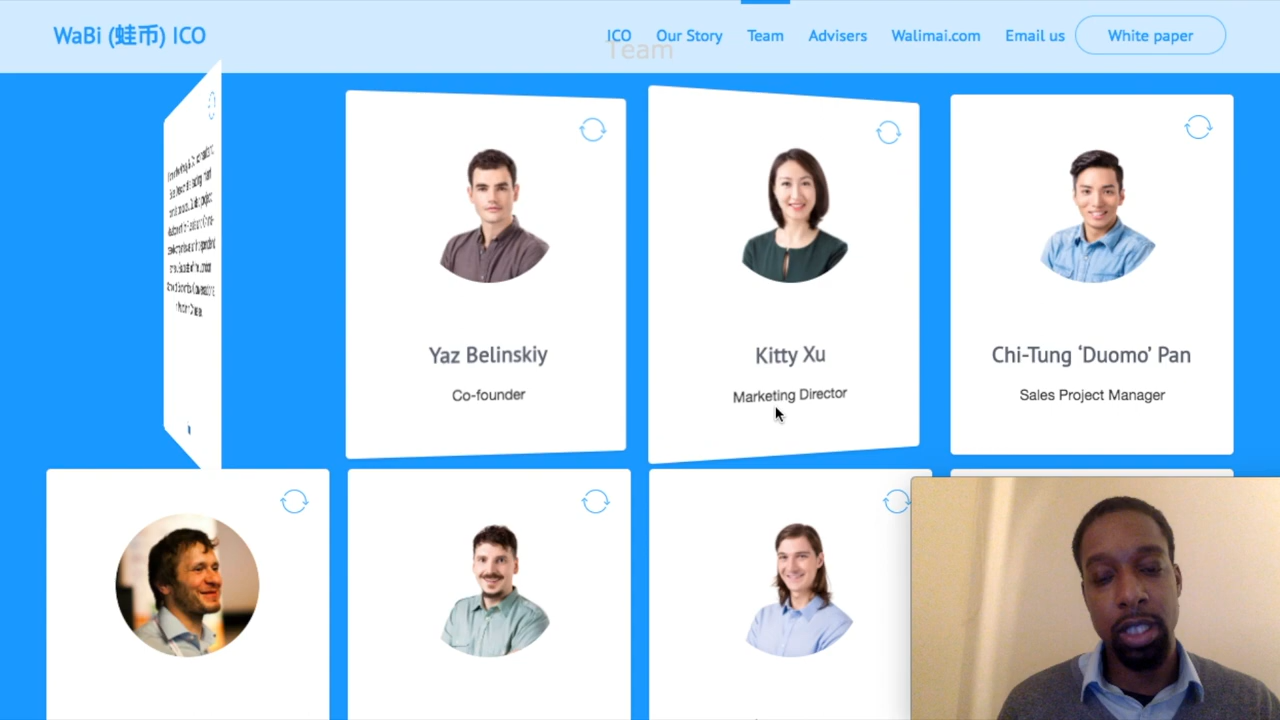 WaBi (蛙币) ICO
ICO Our Story Team Advisers Walimai.com Email us White paper
Team
Yaz Belinskiy
Co-founder
Kitty Xu
Marketing Director
Chi-Tung ‘Duomo’ Pan
Sales Project Manager